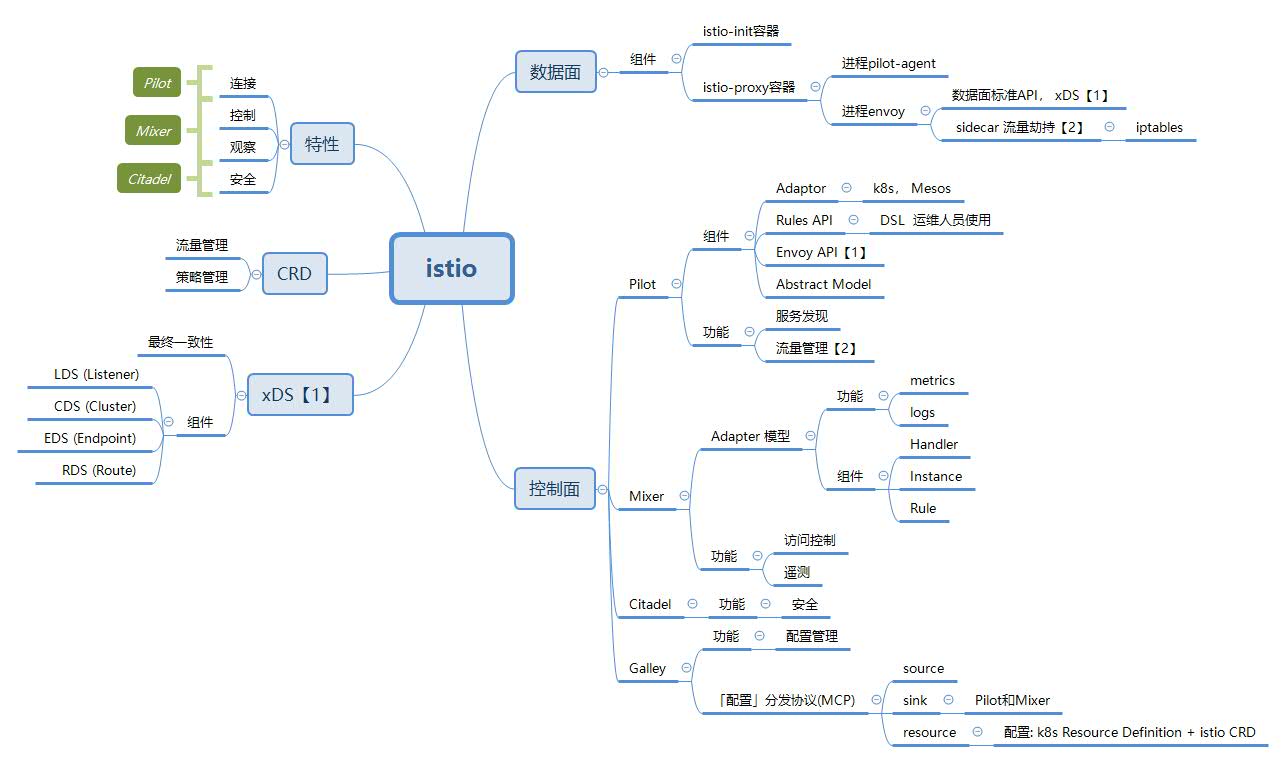 istio
特性
连接
控制
观察
安全
Pilot
Mixer
Citadel
CRD
流量管理
策略管理
xDS【1】
最终一致性
组件
LDS (Listener)
CDS (Cluster)
EDS (Endpoint)
RDS (Route)
数据面
组件
istio-init容器
istio-proxy容器
进程pilot-agent
进程envoy
数据面标准API， xDS【1】
sidecar 流量劫持【2】
iptables
控制面
Pilot
组件
Adaptor
k8s， Mesos
Rules API
DSL 运维人员使用
Envoy API【1】
Abstract Model
功能
服务发现
流量管理【2】
Mixer
Adapter 模型
功能
metrics
logs
组件
Handler
Instance
Rule
功能
访问控制
遥测
Citadel
功能
安全
Galley
功能
配置管理
「配置」分发协议(MCP)
source
sink
Pilot和Mixer
resource
配置: k8s Resource Definition + istio CRD